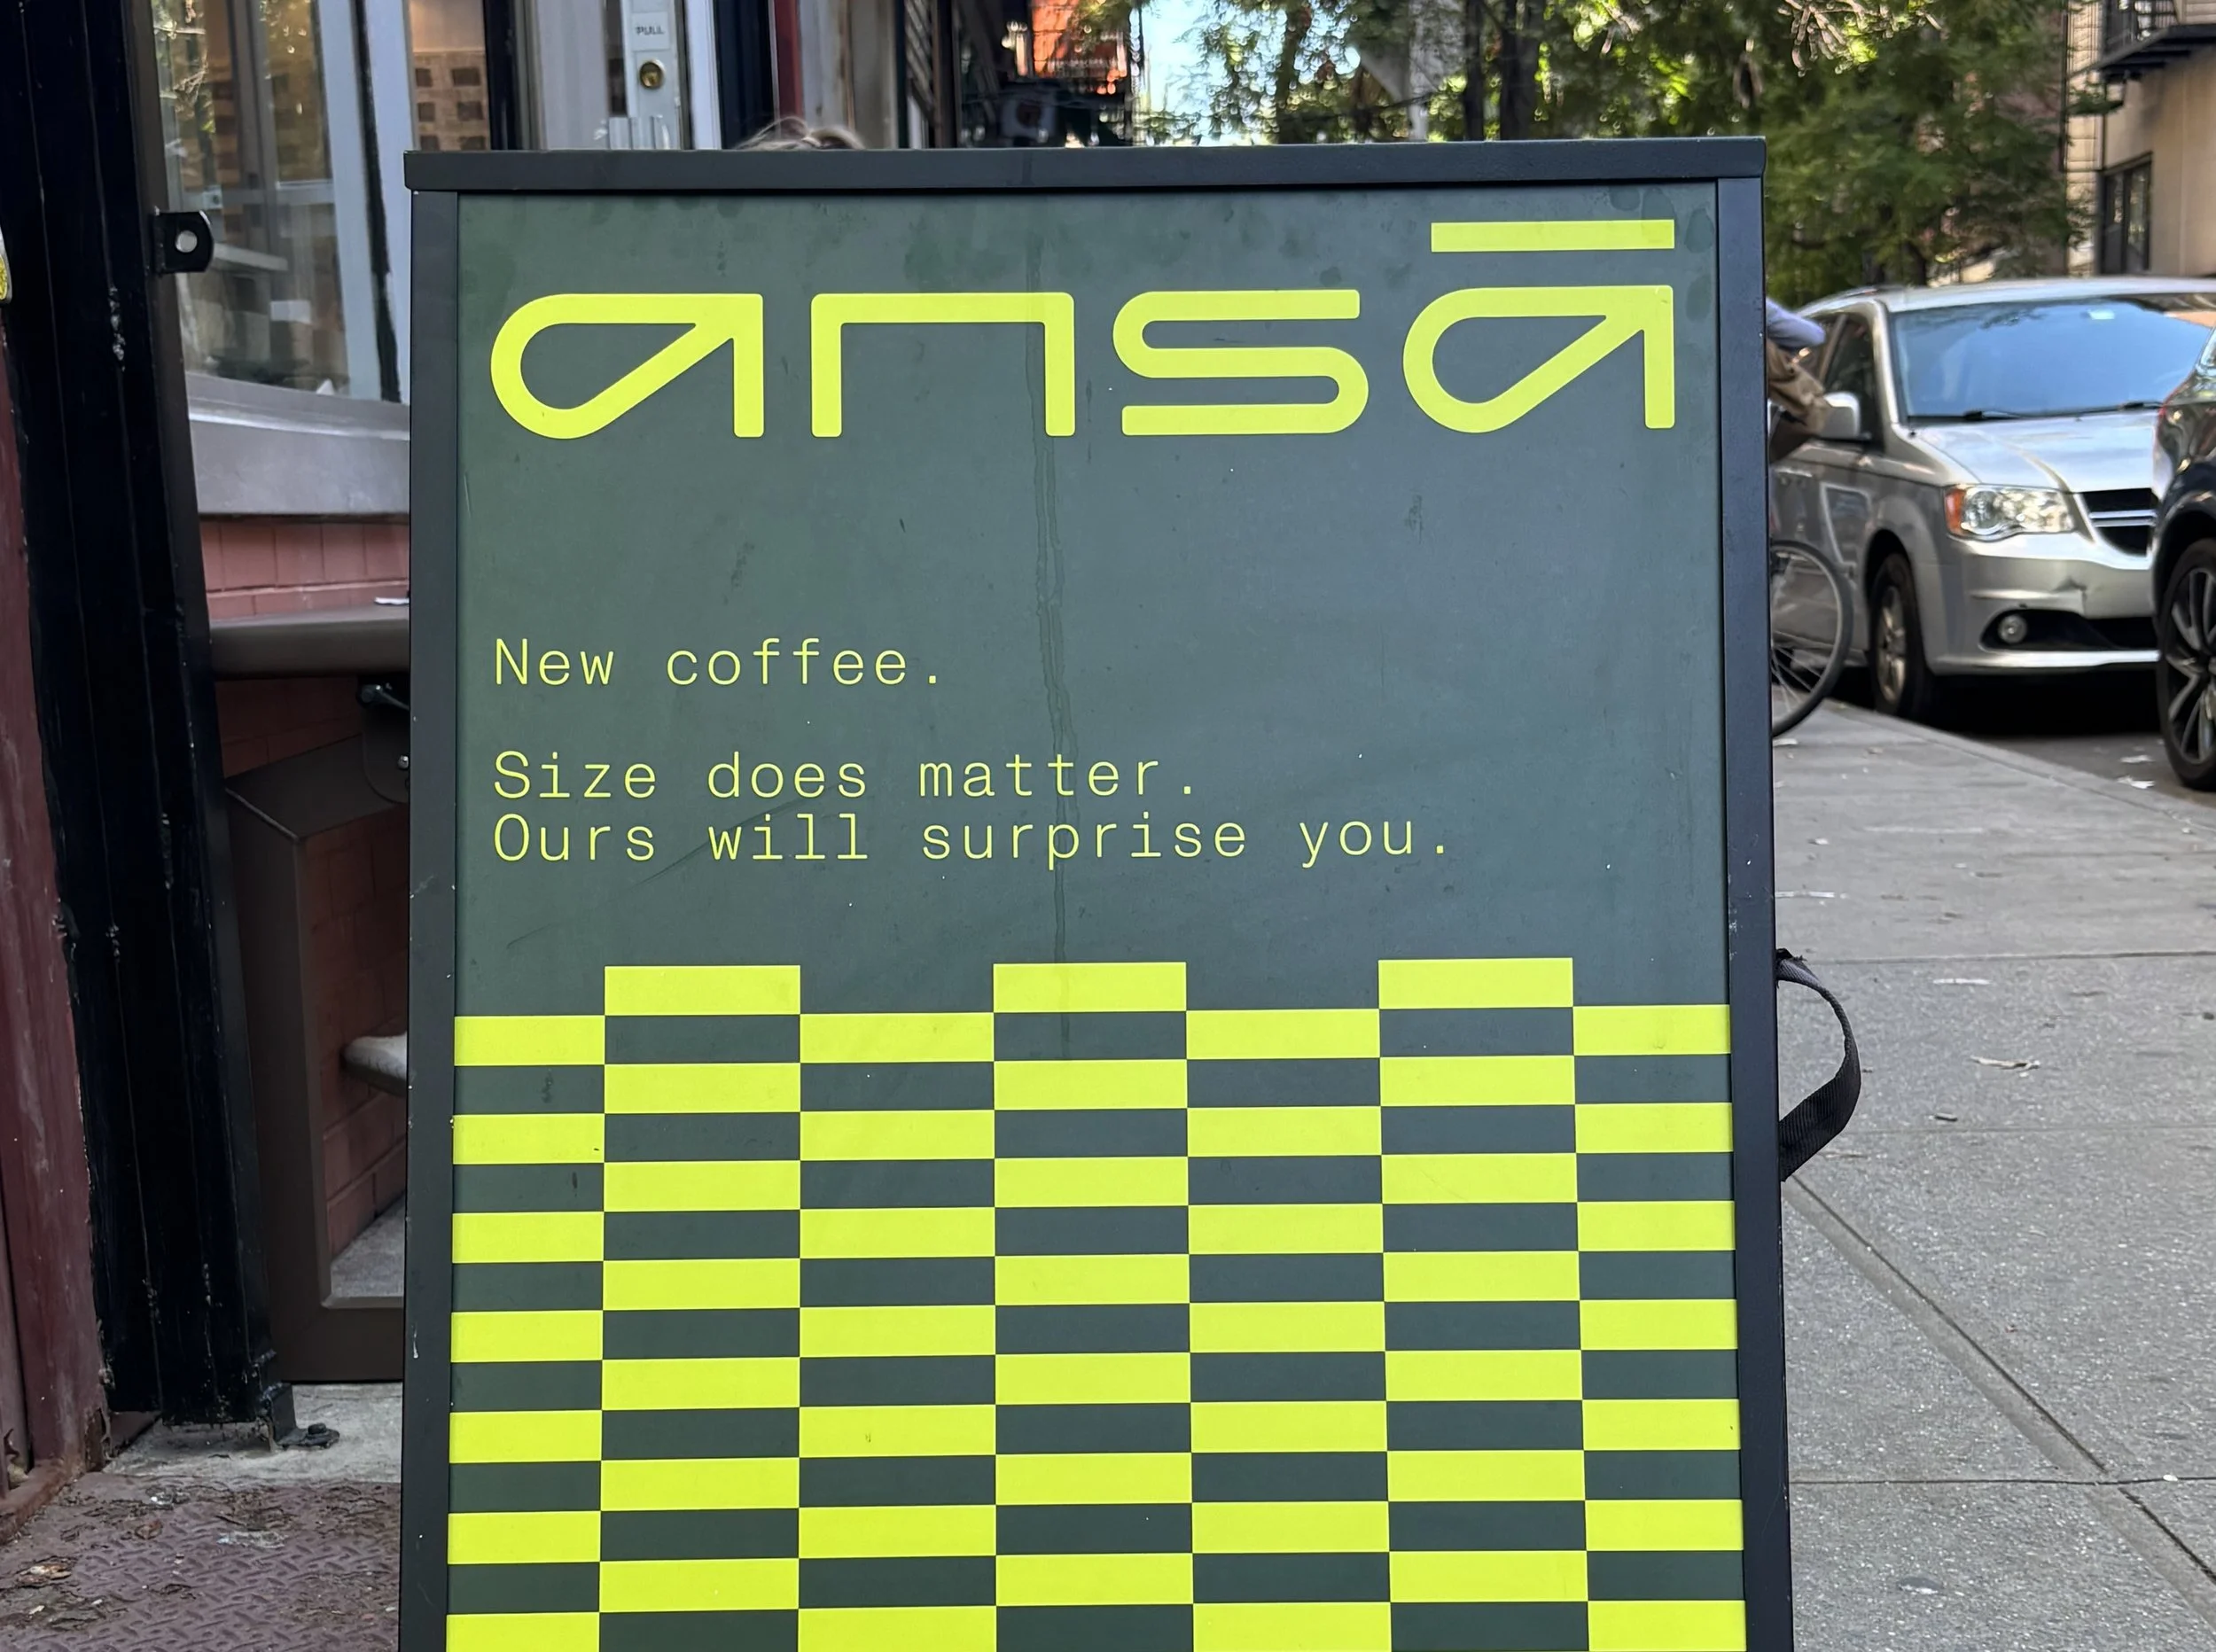 PULL
ansā
New coffee.
Size does matter.
Ours will surprise you.